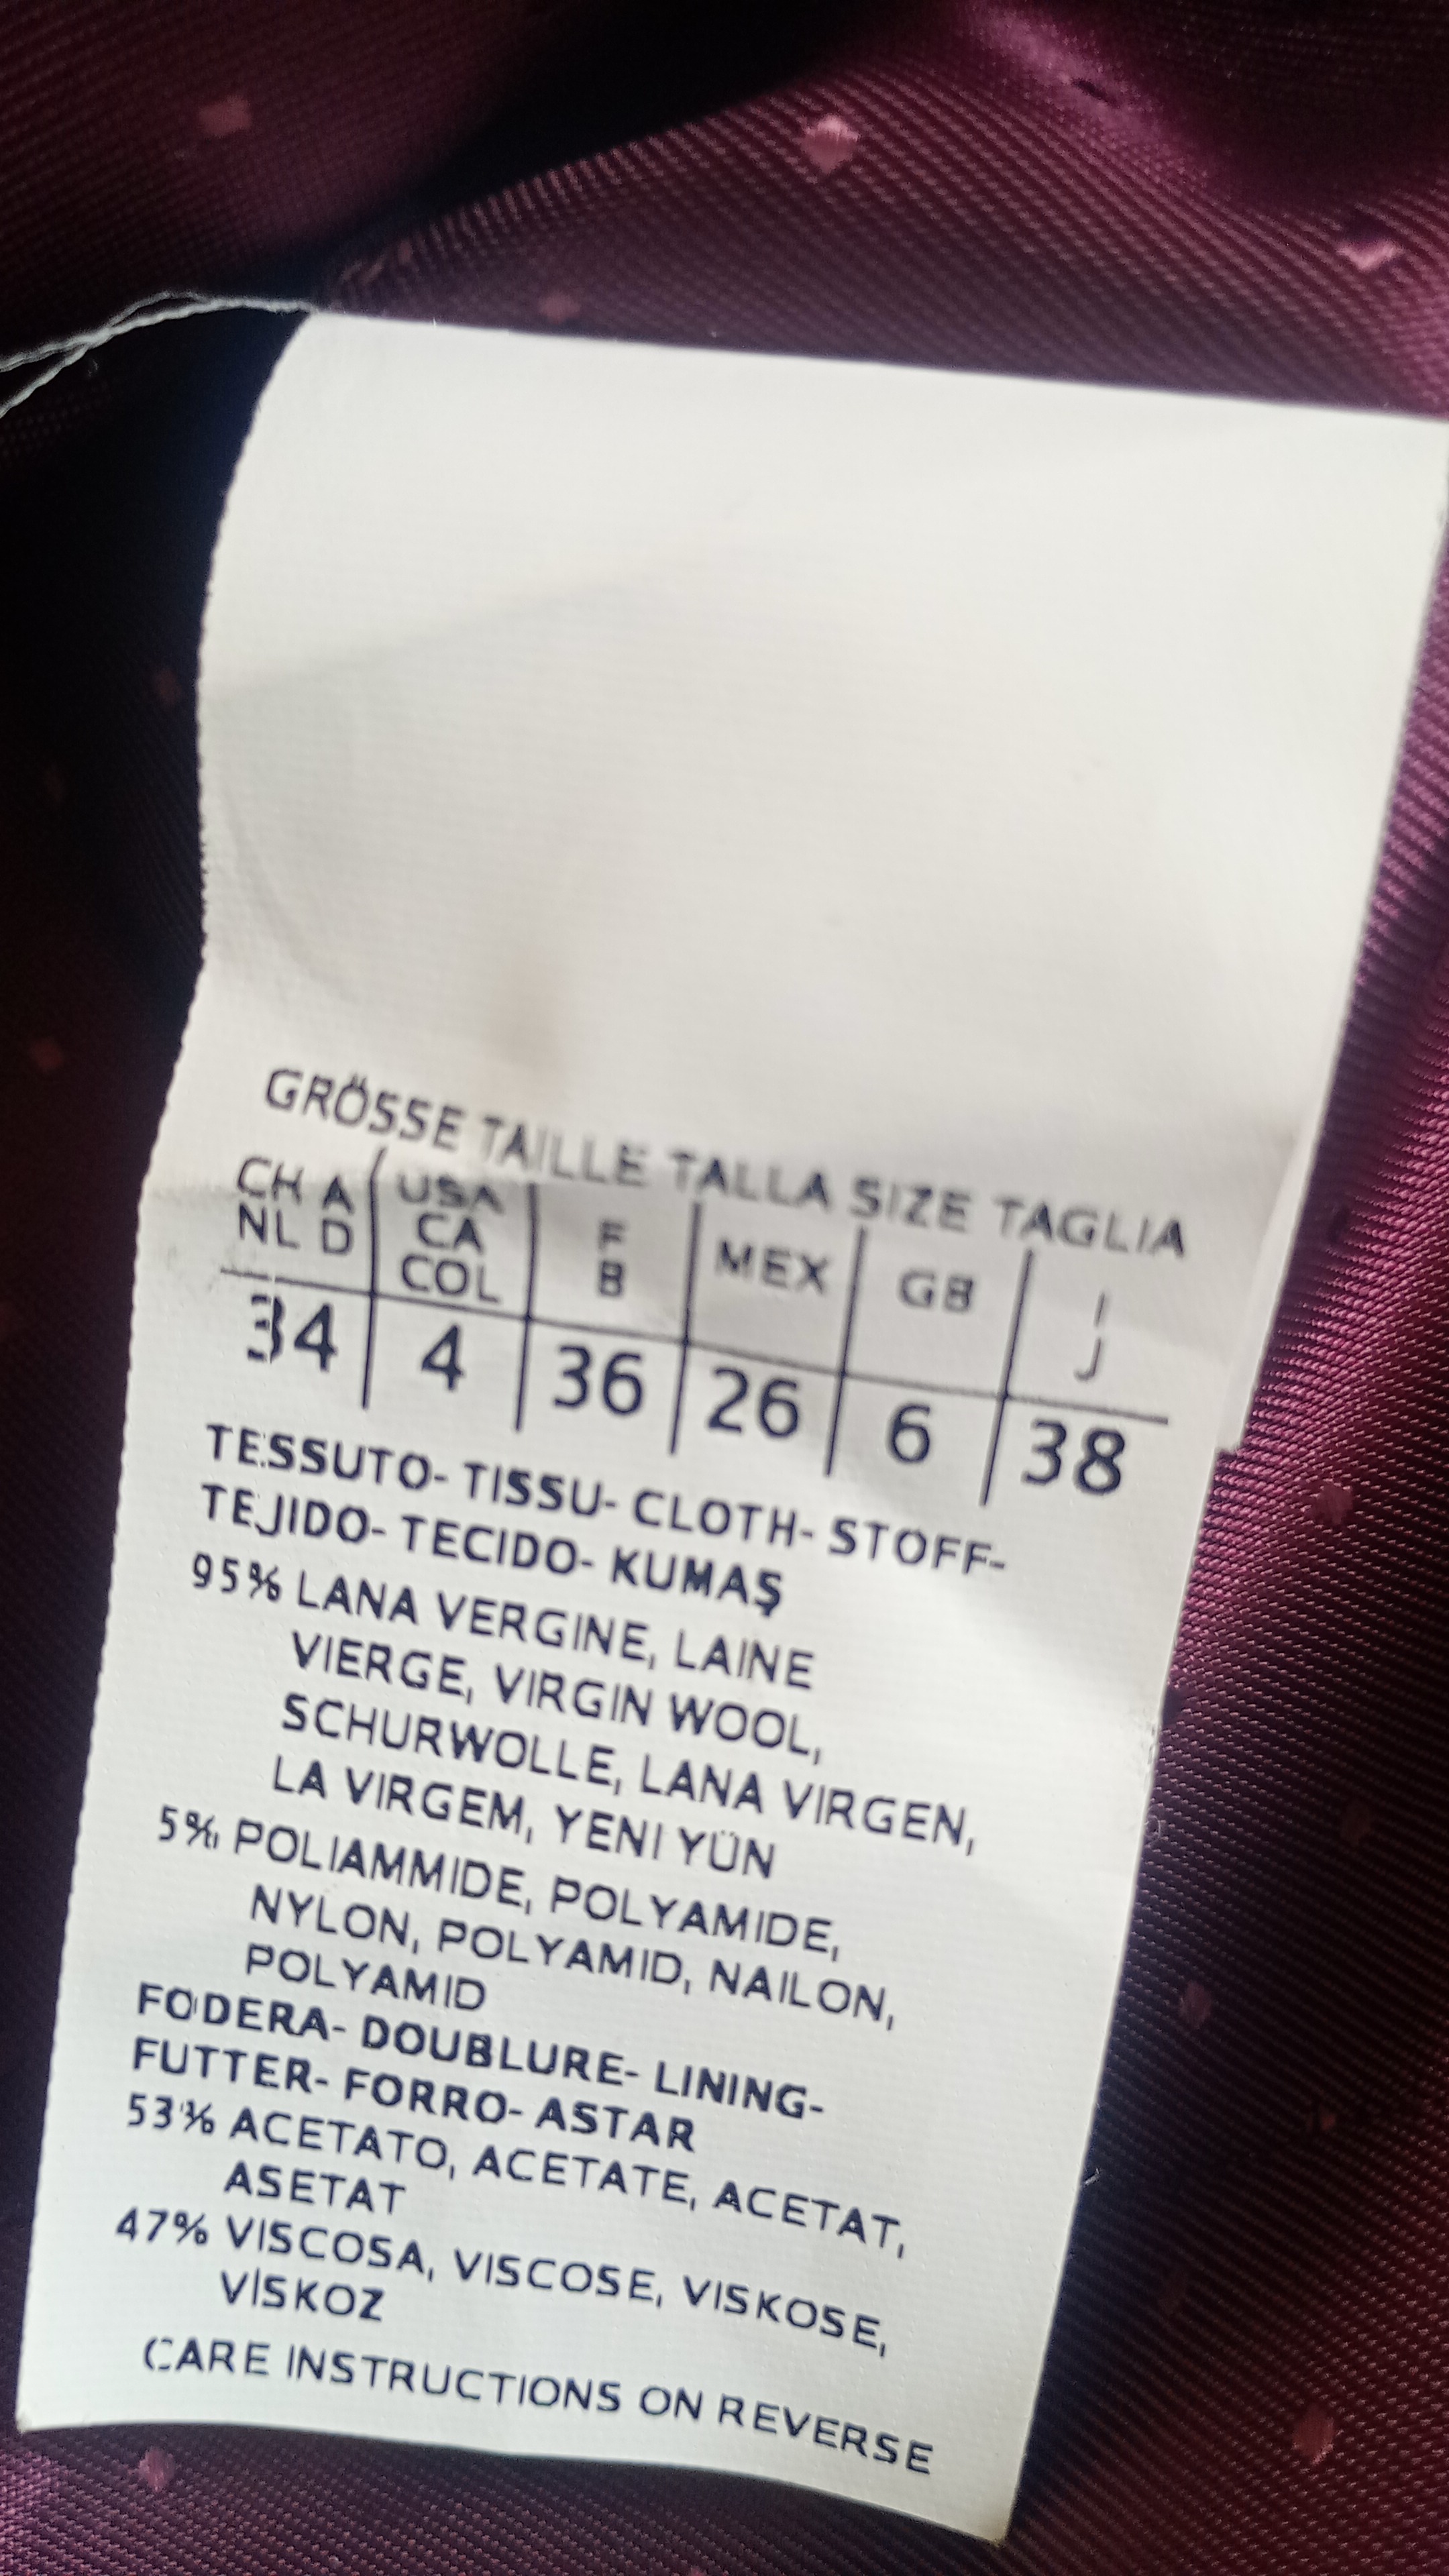 GRÖSSE TAILLE TALLA SIZE TAGLIA
CH A USA F MEX GB I
NL D CA B J
COL
34 4 36 26 6 38
TESSUTO- TISSU- CLOTH- STOFF-
TEJIDO- TECIDO- KUMAŞ
95% LANA VERGINE, LAINE
VIERGE, VIRGIN WOOL,
SCHURWOLLE, LANA VIRGEN,
LA VIRGEM, YENI YÜN
5% POLIAMMIDE, POLYAMIDE,
NYLON, POLYAMID, NAILON,
POLYAMID
FODERA- DOUBLURE- LINING-
FUTTER- FORRO- ASTAR
53% ACETATO, ACETATE, ACETAT,
ASETAT
47% VISCOSA, VISCOSE, VISKOSE,
VİSKOZ
CARE INSTRUCTIONS ON REVERSE